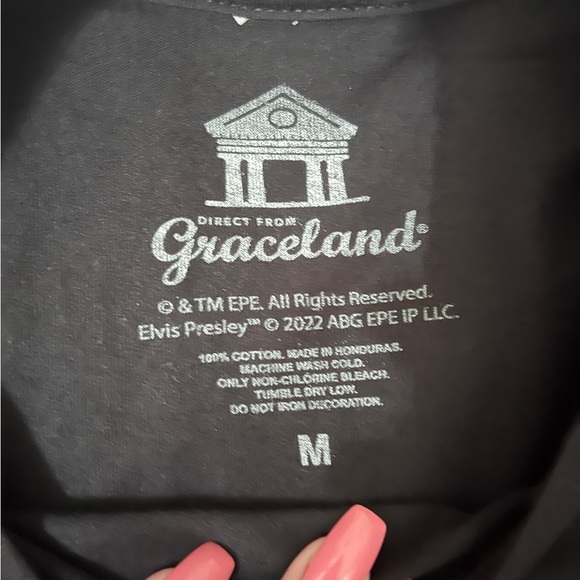 DIRECT FROM
Graceland®
© & TM EPE. All Rights Reserved.
Elvis Presley™ © 2022 ABG EPE IP LLC.
100% COTTON. MADE IN HONDURAS.
MACHINE WASH COLD.
ONLY NON-CHLORINE BLEACH.
TUMBLE DRY LOW.
DO NOT IRON DECORATION.
M